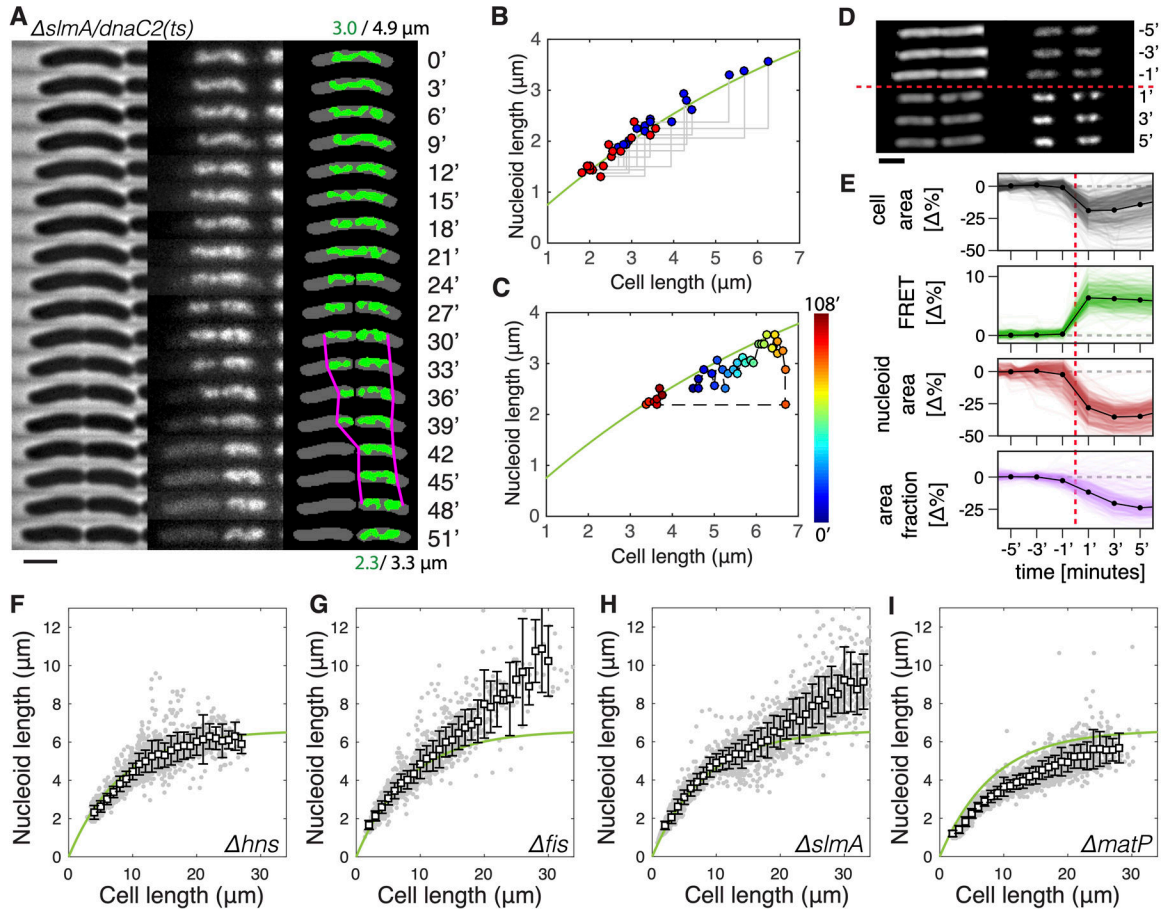 A
ΔslmA/dnaC2(ts)
3.0 / 4.9 µm
0'
3'
6'
9'
12'
15'
18'
21'
24'
27'
30'
33'
36'
39'
42
45'
48'
51'
2.3/ 3.3 µm
B
Nucleoid length (µm)
4
3
2
1
0
1 2 3 4 5 6 7
Cell length (µm)
C
Nucleoid length (µm)
4
3
2
1
0
1 2 3 4 5 6 7
Cell length (µm)
108'
0'
D
-5'
-3'
-1'
1'
3'
5'
E
cell area [Δ%]
0
-25
-50
FRET [Δ%]
10
0
nucleoid area [Δ%]
0
-25
-50
area fraction [Δ%]
0
-25
-5' -3' -1' 1' 3' 5'
time [minutes]
F
Nucleoid length (µm)
12
10
8
6
4
2
0
0 10 20 30
Cell length (µm)
Δhns
G
Nucleoid length (µm)
12
10
8
6
4
2
0
0 10 20 30
Cell length (µm)
Δfis
H
Nucleoid length (µm)
12
10
8
6
4
2
0
0 10 20 30
Cell length (µm)
ΔslmA
I
Nucleoid length (µm)
12
10
8
6
4
2
0
0 10 20 30
Cell length (µm)
ΔmatP